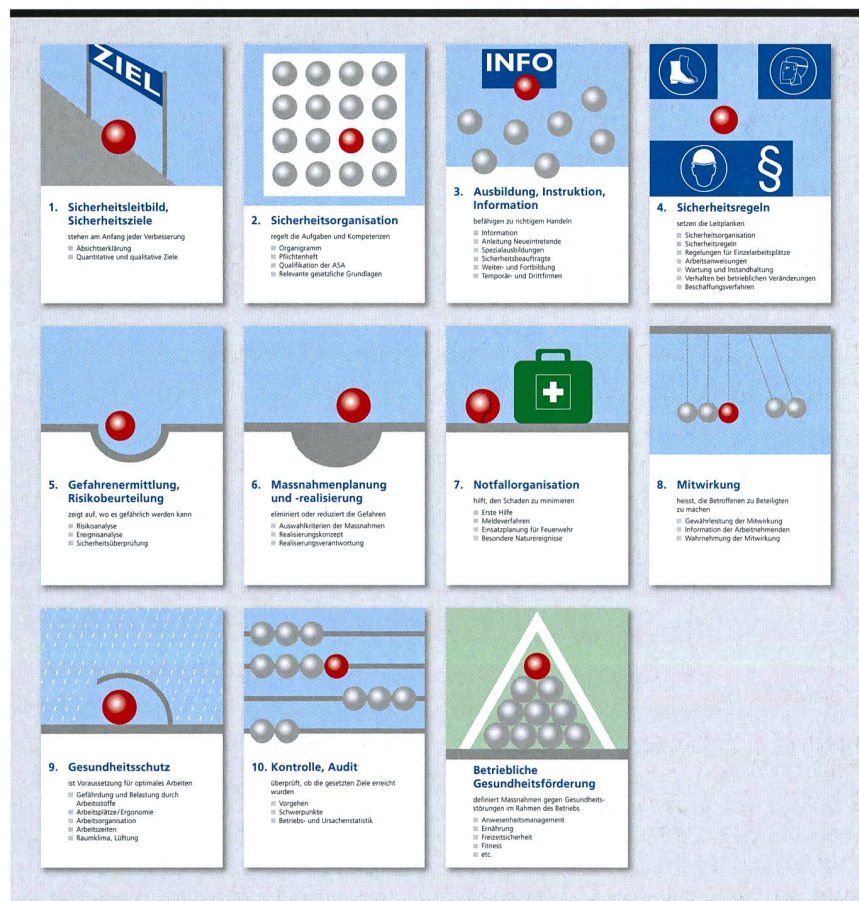 ZIEL
1. Sicherheitsleitbild,
Sicherheitsziele
stehen am Anfang jeder Verbesserung
Absichtserklärung
Quantitative und qualitative Ziele
2. Sicherheitsorganisation
regelt die Aufgaben und Kompetenzen
Organigramm
Pflichtenheft
Qualifikation der ASA
Relevante gesetzliche Grundlagen
INFO
3. Ausbildung, Instruktion,
Information
befähigen zu richtigem Handeln
Information
Anleitung Neueintretende
Spezialausbildungen
Sicherheitsbeauftragte
Weiter- und Fortbildung
Temporär- und Drittfirmen
§
4. Sicherheitsregeln
setzen die Leitplanken
Sicherheitsorganisation
Sicherheitsregeln
Regelungen für Einzelarbeitsplätze
Arbeitsanweisungen
Wartung und Instandhaltung
Verhalten bei betrieblichen Veränderungen
Beschaffungsverfahren
5. Gefahrenermittlung,
Risikobeurteilung
zeigt auf, wo es gefährlich werden kann
Risikoanalyse
Ereignisanalyse
Sicherheitsüberprüfung
6. Massnahmenplanung
und -realisierung
eliminiert oder reduziert die Gefahren
Auswahlkriterien der Massnahmen
Realisierungskonzept
Realisierungsverantwortung
7. Notfallorganisation
hilft, den Schaden zu minimieren
Erste Hilfe
Meldeverfahren
Einsatzplanung für Feuerwehr
Besondere Naturereignisse
8. Mitwirkung
heisst, die Betroffenen zu Beteiligten
zu machen
Gewährleistung der Mitwirkung
Information der Arbeitnehmenden
Wahrnehmung der Mitwirkung
9. Gesundheitsschutz
ist Voraussetzung für optimales Arbeiten
Gefährdung und Belastung durch
Arbeitsstoffe
Arbeitsplätze/Ergonomie
Arbeitsorganisation
Arbeitszeiten
Raumklima, Lüftung
10. Kontrolle, Audit
überprüft, ob die gesetzten Ziele erreicht
wurden
Vorgehen
Schwerpunkte
Betriebs- und Ursachenstatistik
Betriebliche
Gesundheitsförderung
definiert Massnahmen gegen Gesundheits-
störungen im Rahmen des Betriebs
Anwesenheitsmanagement
Ernährung
Freizeitsicherheit
Fitness
etc.